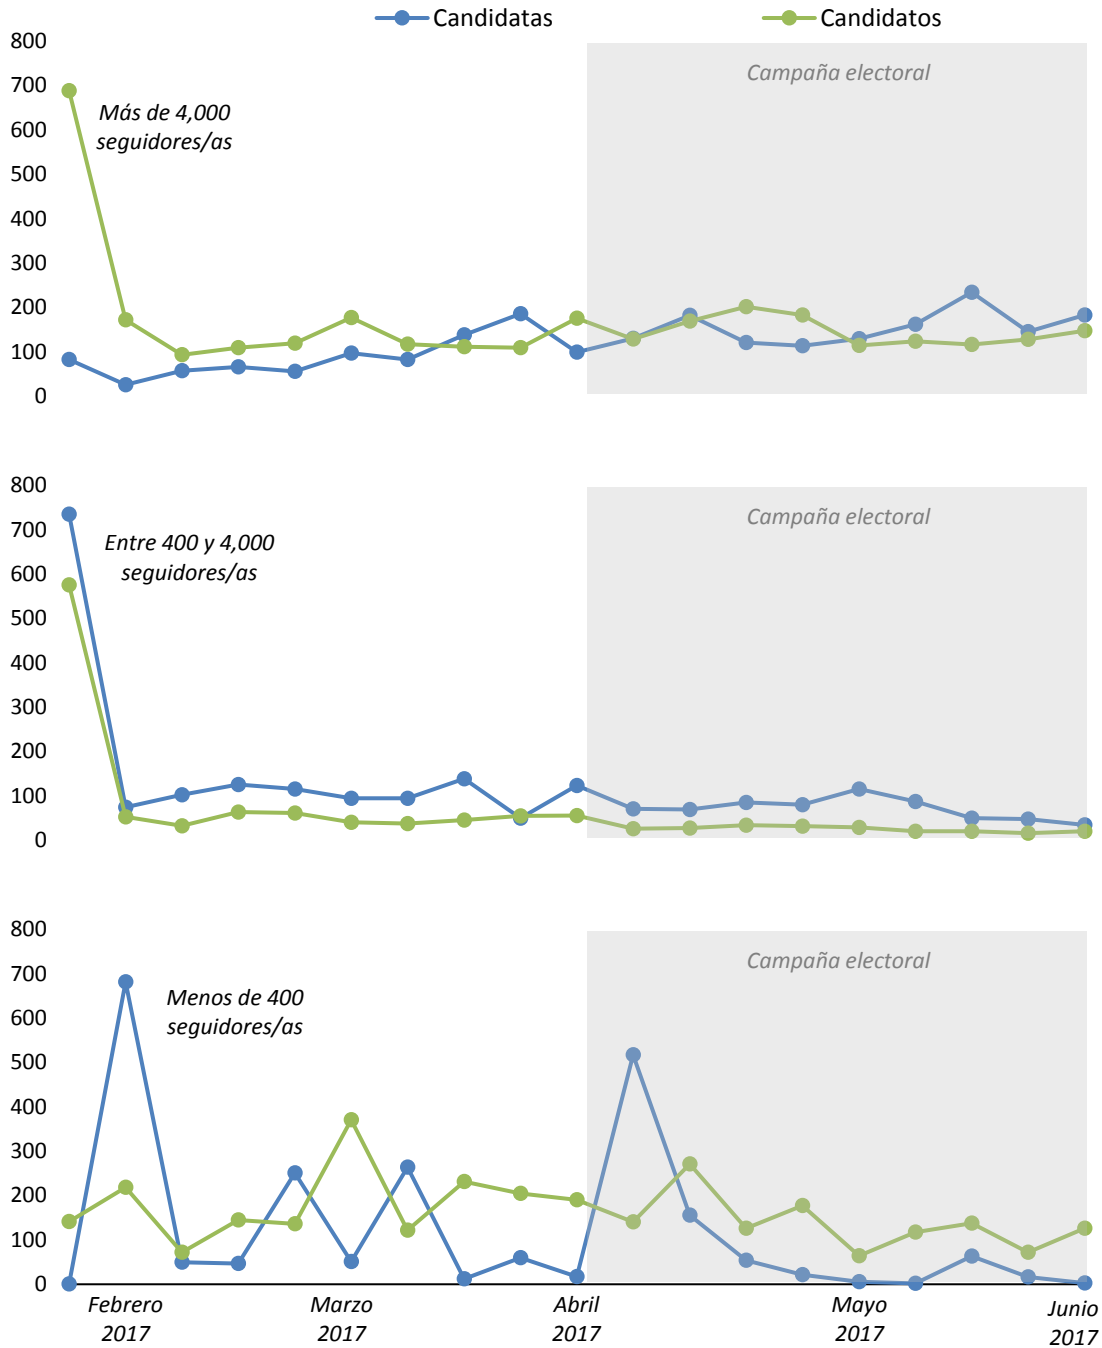 Candidatas
Candidatos
800
700
600
500
400
300
200
100
0
Más de 4,000
seguidores/as
Campaña electoral
800
700
600
500
400
300
200
100
0
Entre 400 y 4,000
seguidores/as
Campaña electoral
800
700
600
500
400
300
200
100
0
Menos de 400
seguidores/as
Campaña electoral
Febrero
2017
Marzo
2017
Abril
2017
Mayo
2017
Junio
2017